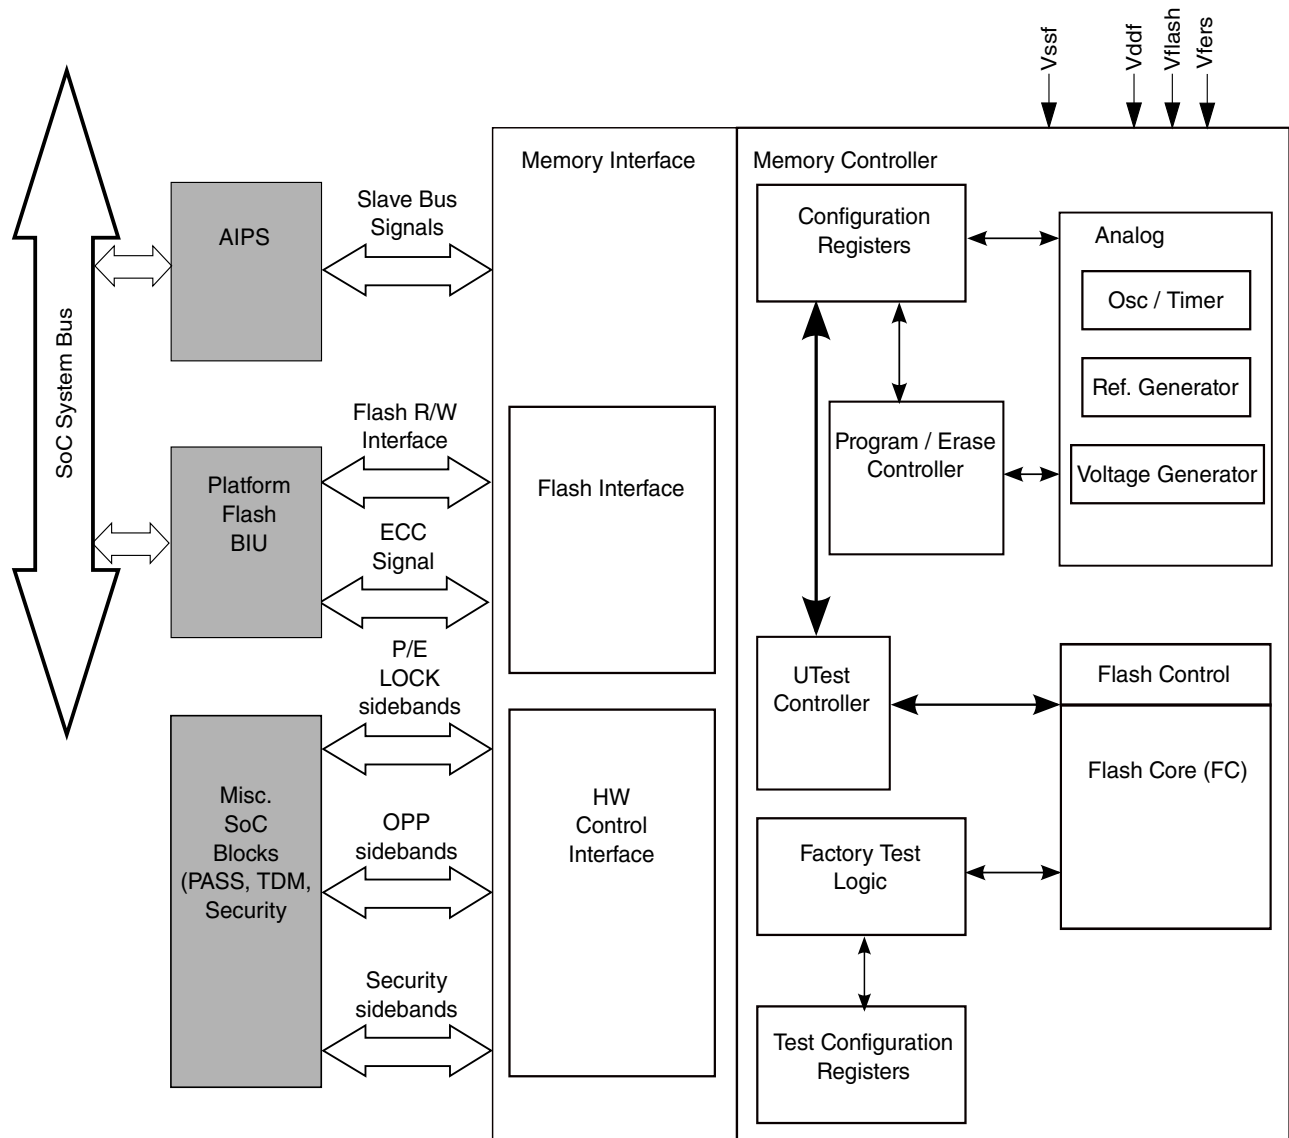 Vssf
Vddf
Vflash
Vfers
Memory Interface
Memory Controller
SoC System Bus
AIPS
Slave Bus
Signals
Configuration
Registers
Analog
Osc / Timer
Ref. Generator
Voltage Generator
Program / Erase
Controller
Platform
Flash
BIU
Flash R/W
Interface
ECC
Signal
Flash Interface
P/E
LOCK
sidebands
UTest
Controller
Flash Control
Flash Core (FC)
Misc.
SoC
Blocks
(PASS, TDM,
Security
OPP
sidebands
Security
sidebands
HW
Control
Interface
Factory Test
Logic
Test Configuration
Registers